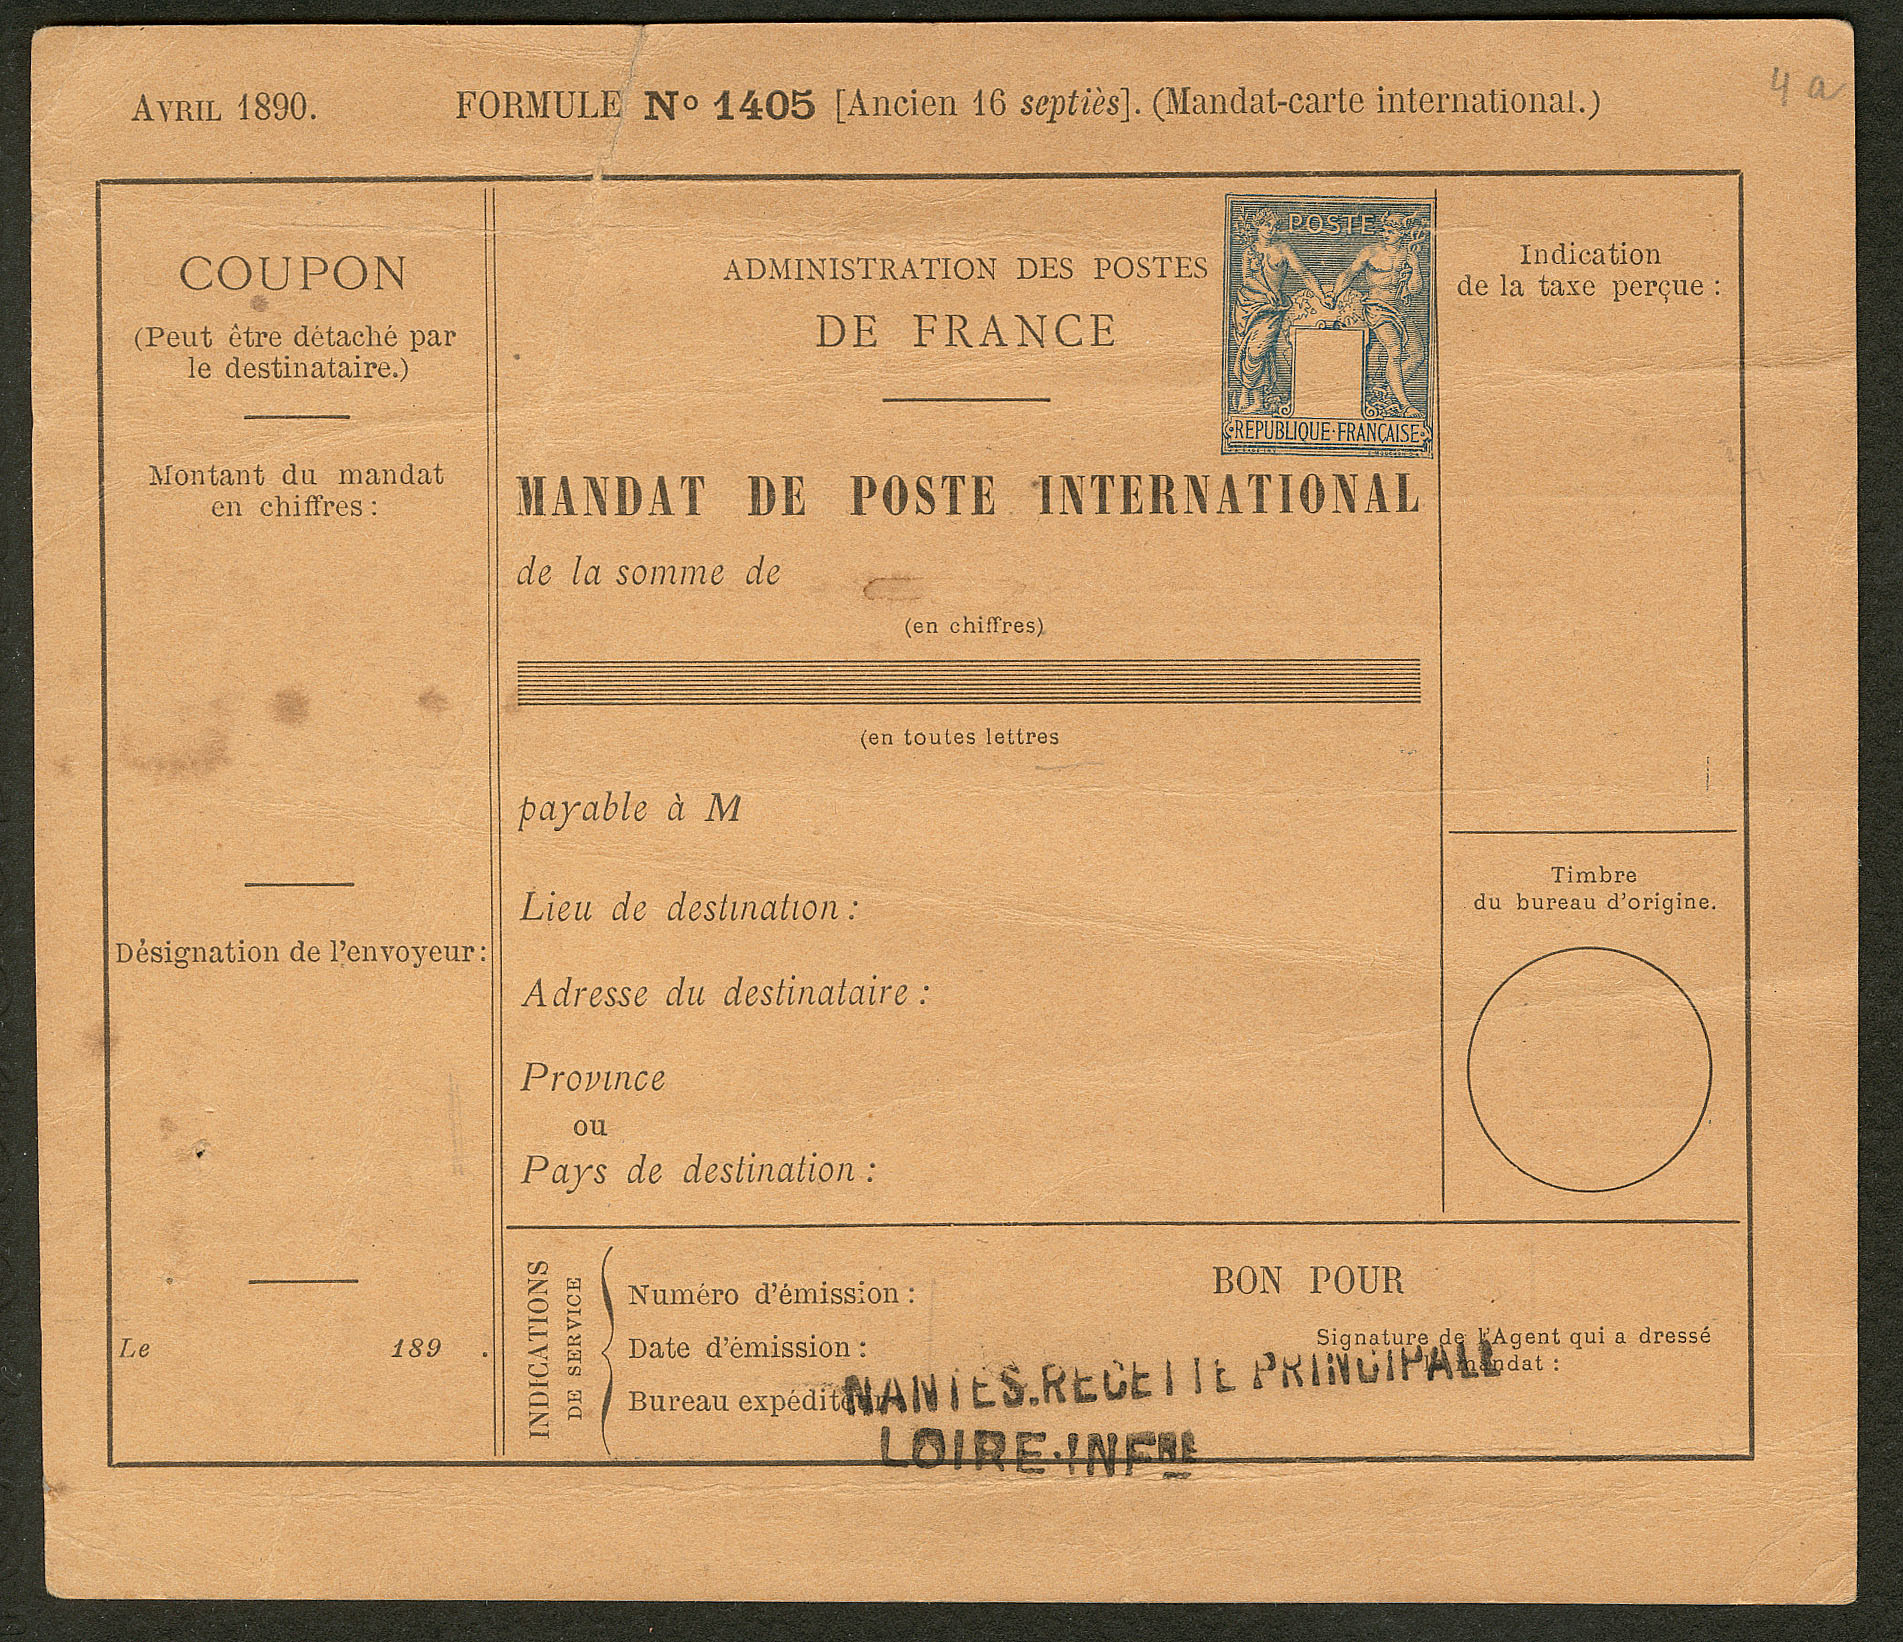 AVRIL 1890. FORMULE No 1405 [Ancien 16 septiès]. (Mandat-carte international.)
4 a
COUPON
(Peut être détaché par
le destinataire.)
Montant du mandat
en chiffres :
Désignation de l'envoyeur :
Le 189 .
ADMINISTRATION DES POSTES
DE FRANCE
POSTE
REPUBLIQUE·FRANÇAISE
MANDAT DE POSTE INTERNATIONAL
de la somme de
(en chiffres)
(en toutes lettres
payable à M
Lieu de destination :
Adresse du destinataire :
Province
ou
Pays de destination :
Indication
de la taxe perçue :
Timbre
du bureau d'origine.
INDICATIONS
DE SERVICE
Numéro d'émission :
Date d'émission :
Bureau expéditeur
BON POUR
Signature de l'Agent qui a dressé
mandat :
NANTES.RECETTE PRINCIPALE
LOIRE-INFRE